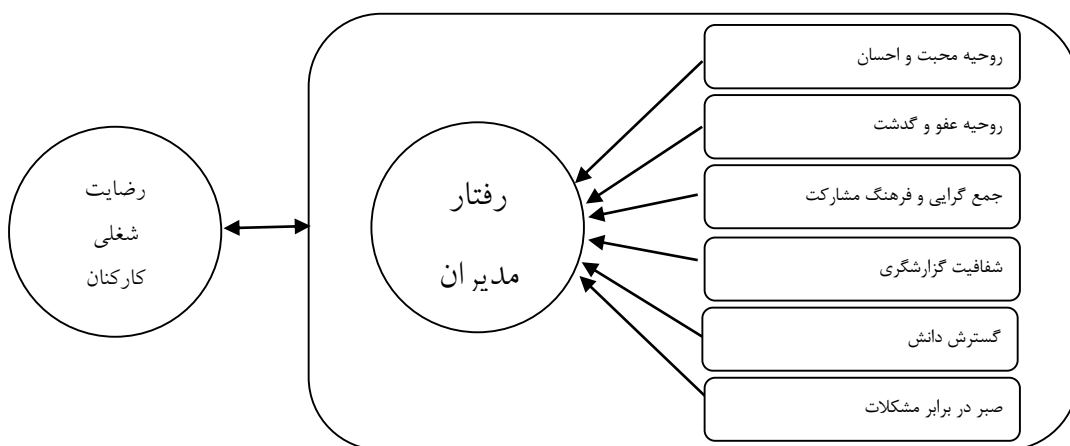 روحیه محبت و احسان
روحیه عفو و گدشت
جمع گرایی و فرهنگ مشارکت
شفافیت گزارشگری
گسترش دانش
صبر در برابر مشکلات
رفتار
مدیران
رضایت
شغلی
کارکنان